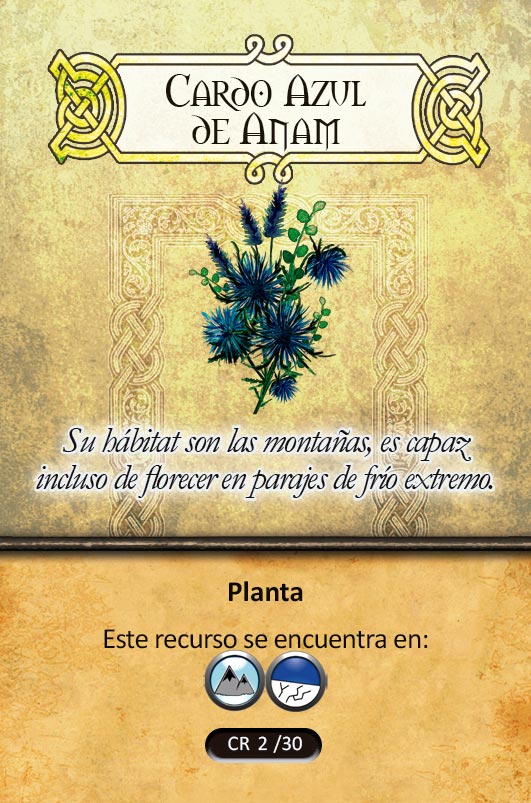 Cardo Azul
de Anam
Su hábitat son las montañas, es capaz
incluso de florecer en parajes de frío extremo.
Planta
Este recurso se encuentra en:
CR 2 /30